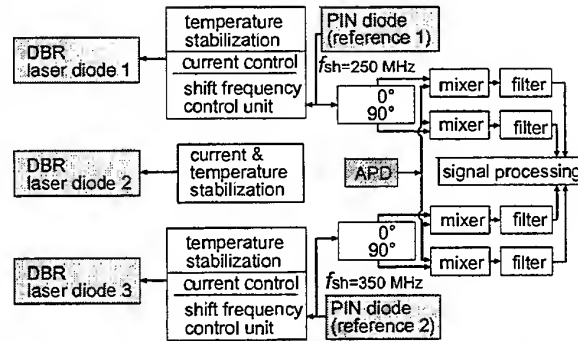 temperature
stabilization
current control
shift frequency
control unit
DBR
laser diode 1
PIN diode
(reference 1)
fsh=250 MHz
0°
90°
mixer
filter
mixer
filter
DBR
laser diode 2
current &
temperature
stabilization
APD
signal processing
temperature
stabilization
current control
shift frequency
control unit
DBR
laser diode 3
0°
90°
fsh=350 MHz
PIN diode
(reference 2)
mixer
filter
mixer
filter